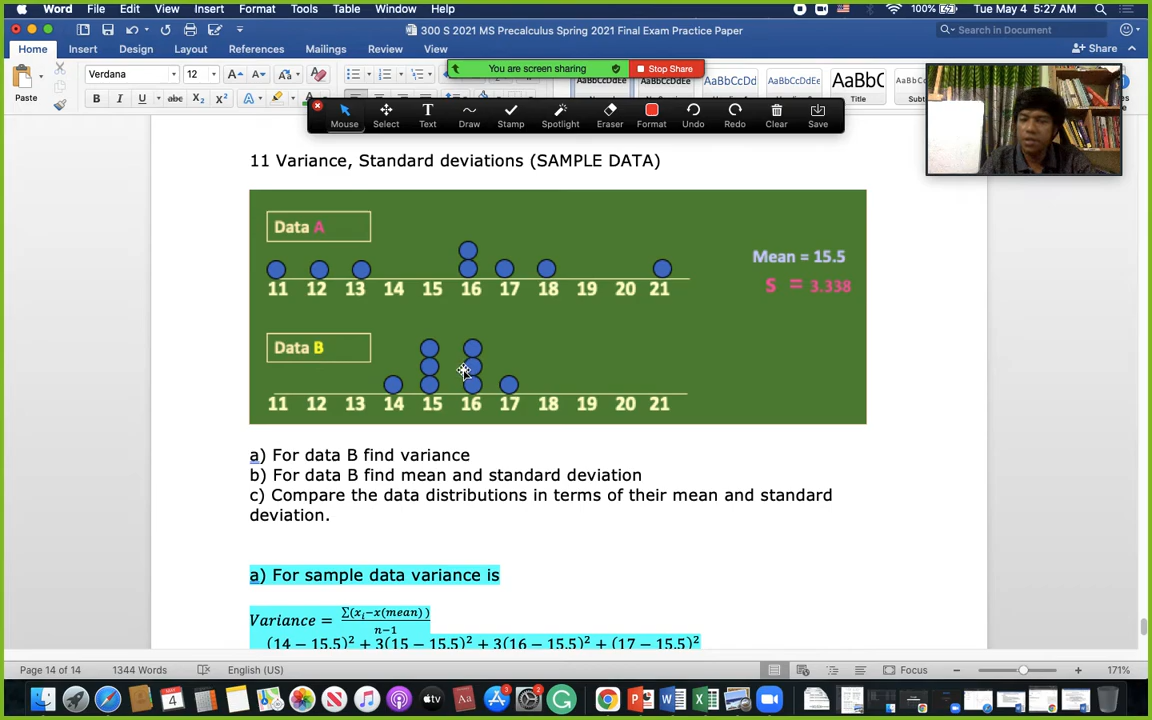 Word File Edit View Insert Format Tools Table Window Help 100% Tue May 4 5:27 AM
300 S 2021 MS Precalculus Spring 2021 Final Exam Practice Paper Search in Document
Home Insert Design Layout References Mailings Review View Share
You are screen sharing Stop Share
Paste Verdana 12 AaBbCcDdEe AaBbCcDdEe AaBbCcDd AaBbCcDdEe AaBbC
B I U abc X₂ X² A Title
Mouse Select Text Draw Stamp Spotlight Eraser Format Undo Redo Clear Save
11 Variance, Standard deviations (SAMPLE DATA)
Data A
Mean = 15.5
S = 3.338
11 12 13 14 15 16 17 18 19 20 21
Data B
11 12 13 14 15 16 17 18 19 20 21
a) For data B find variance
b) For data B find mean and standard deviation
c) Compare the data distributions in terms of their mean and standard
deviation.
a) For sample data variance is
Variance = ∑(xᵢ−x(mean)) / n−1
(14 − 15.5)² + 3(15 − 15.5)² + 3(16 − 15.5)² + (17 − 15.5)²
Page 14 of 14 1344 Words English (US) Focus 171%